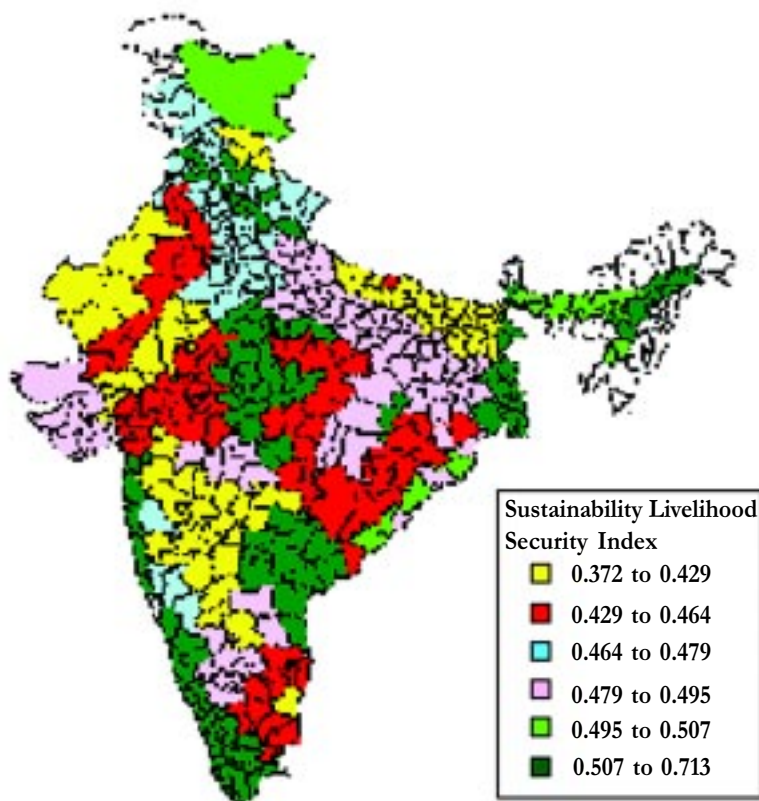 Sustainability Livelihood
Security Index
0.372 to 0.429
0.429 to 0.464
0.464 to 0.479
0.479 to 0.495
0.495 to 0.507
0.507 to 0.713